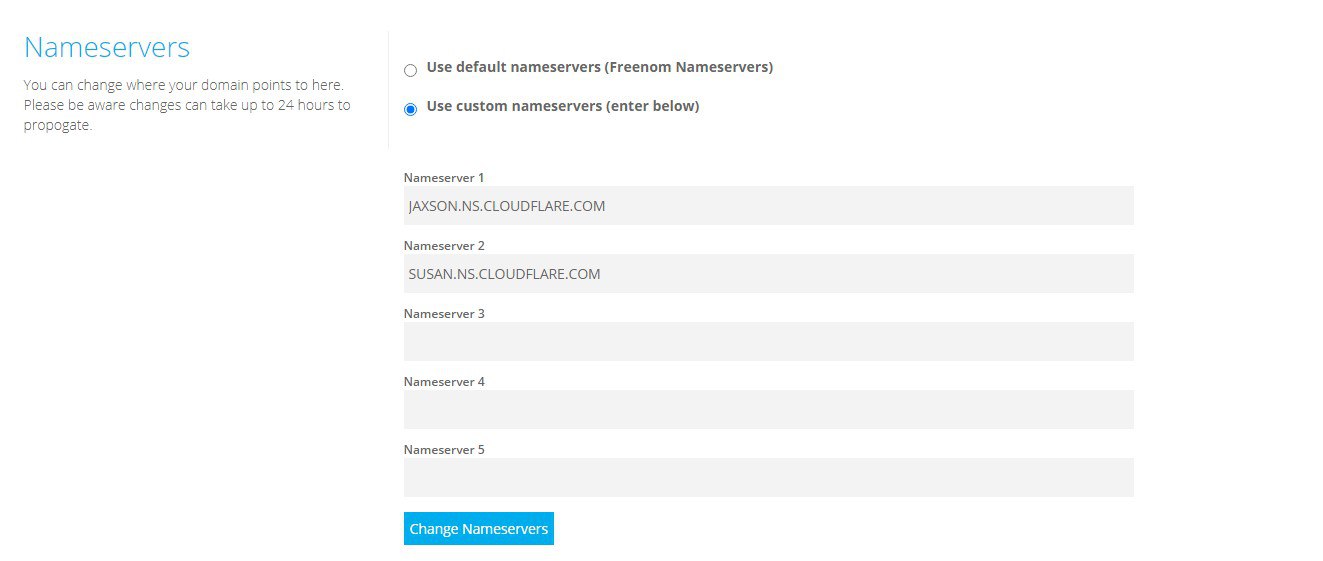 Nameservers
You can change where your domain points to here.
Please be aware changes can take up to 24 hours to
propogate.
Use default nameservers (Freenom Nameservers)
Use custom nameservers (enter below)
Nameserver 1
JAXSON.NS.CLOUDFLARE.COM
Nameserver 2
SUSAN.NS.CLOUDFLARE.COM
Nameserver 3
Nameserver 4
Nameserver 5
Change Nameservers